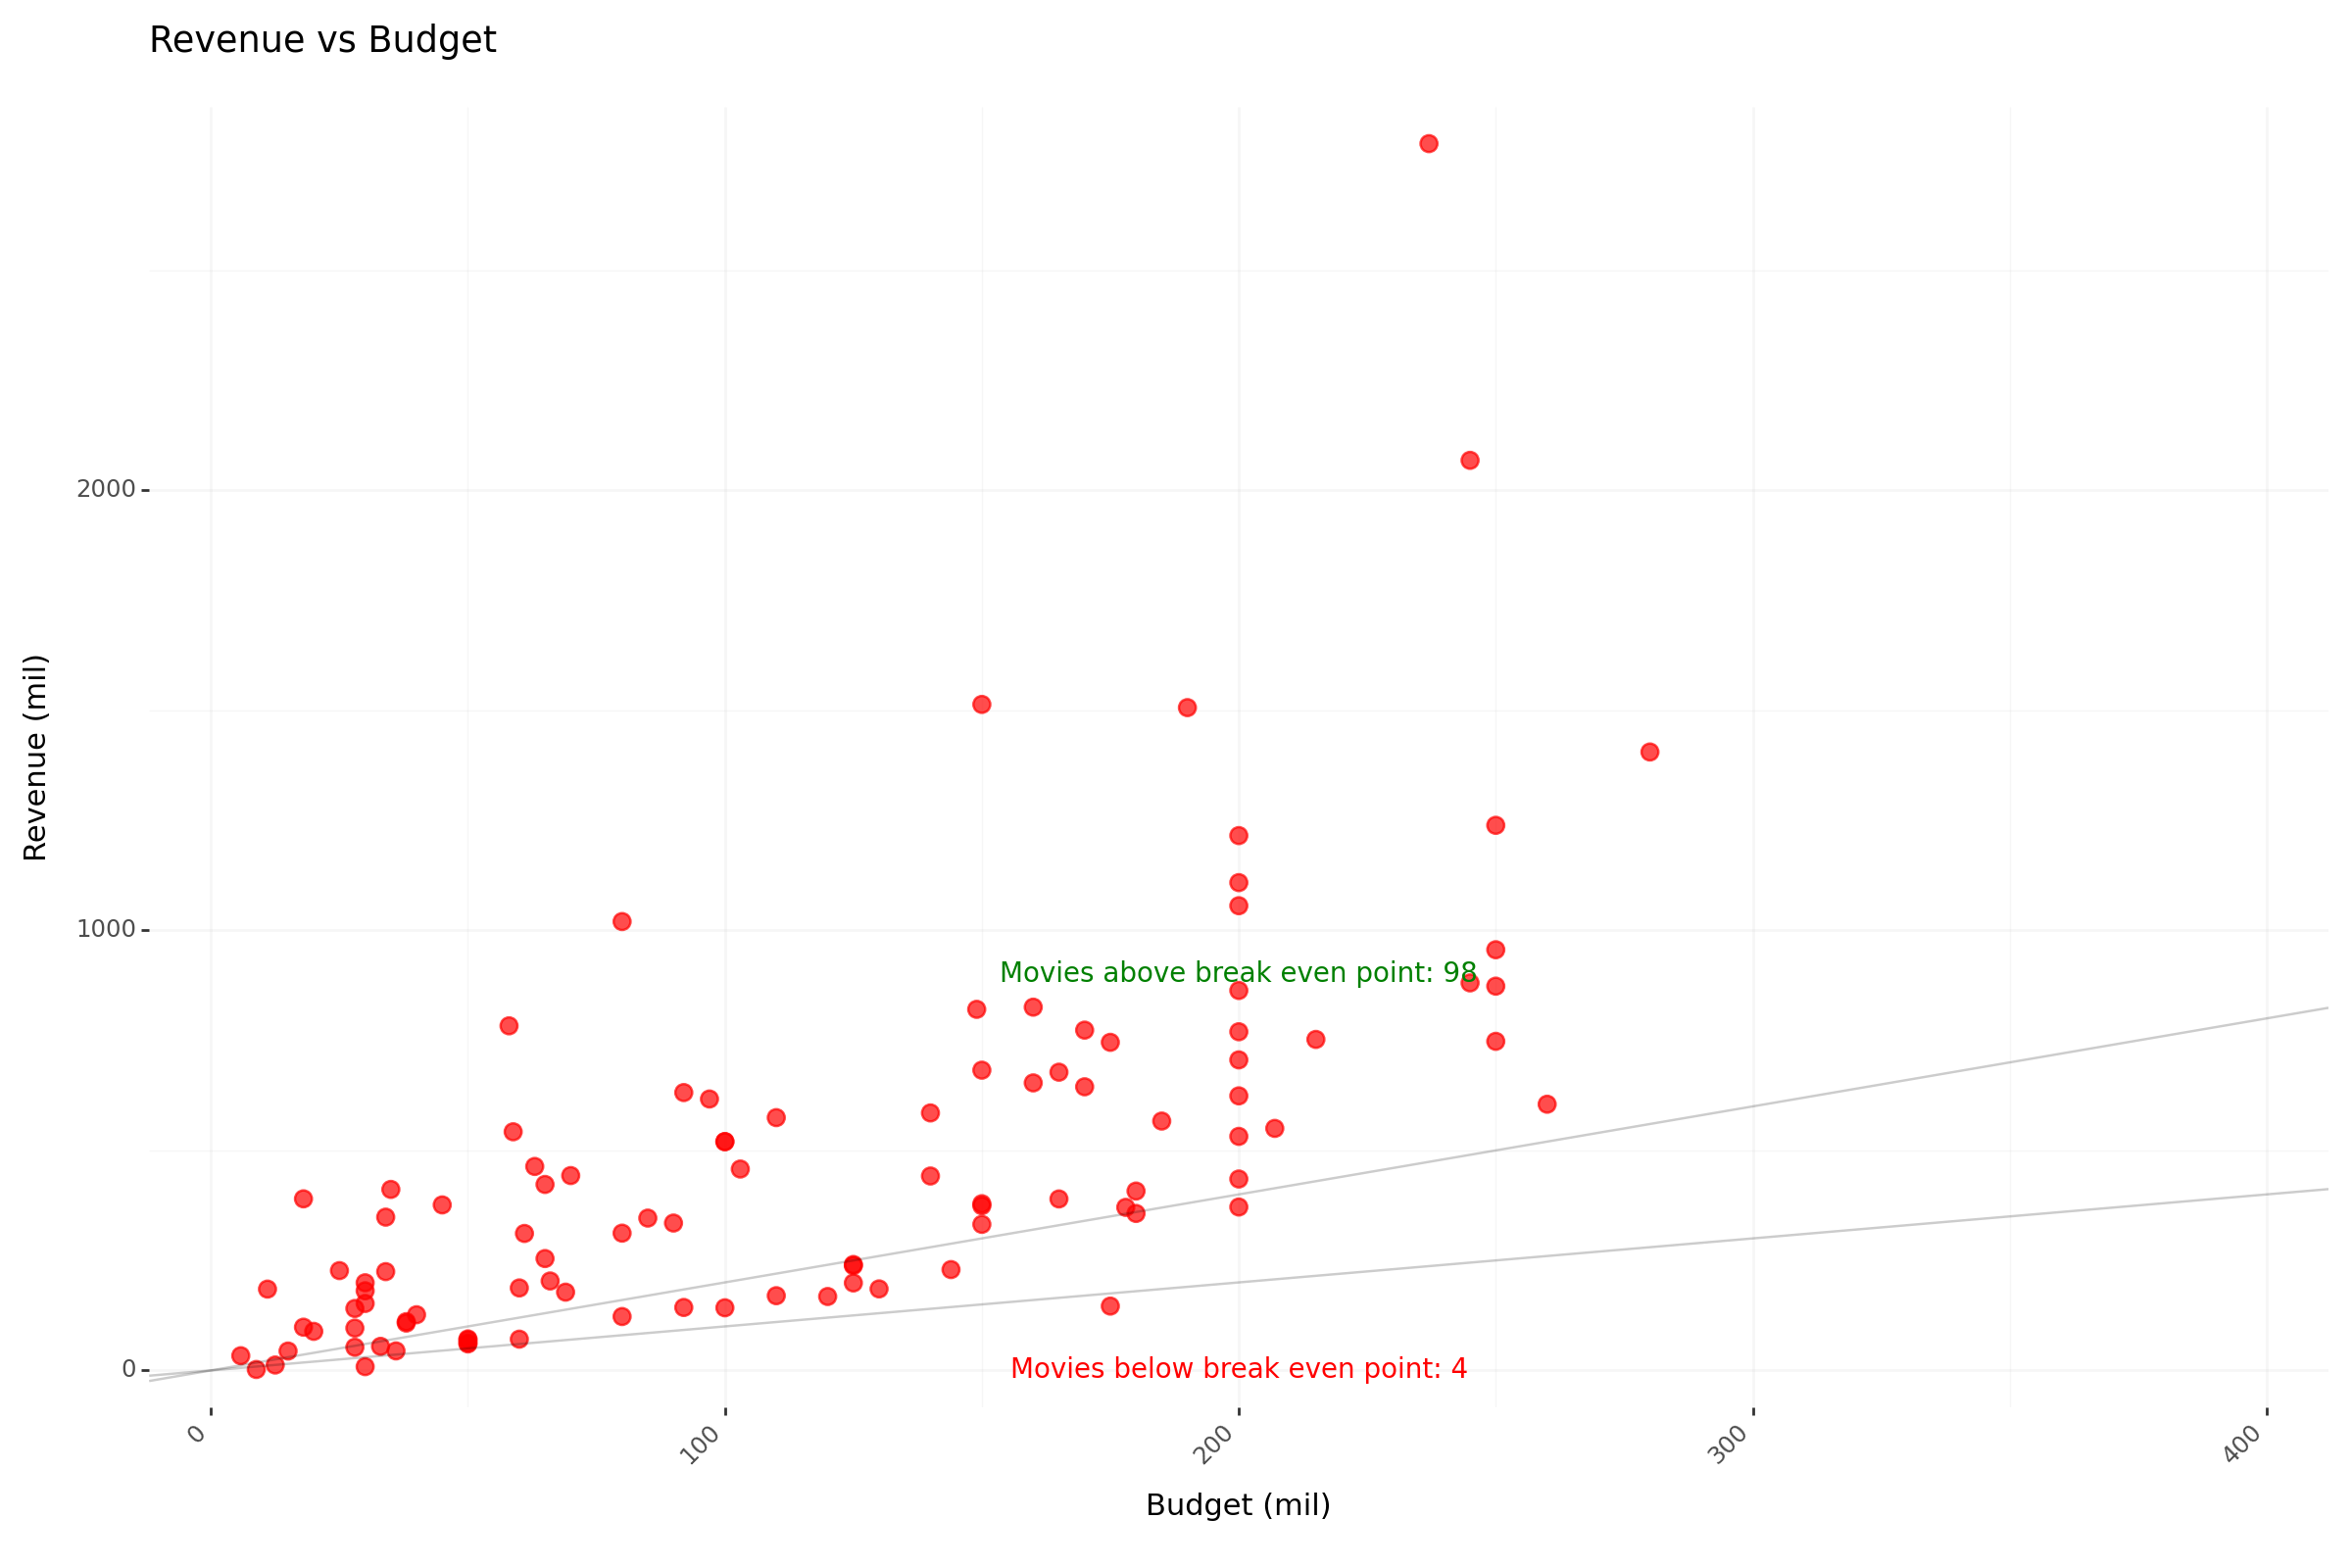 Revenue vs Budget
Revenue (mil)
2000
1000
0
Movies above break even point: 98
Movies below break even point: 4
0
100
200
300
400
Budget (mil)